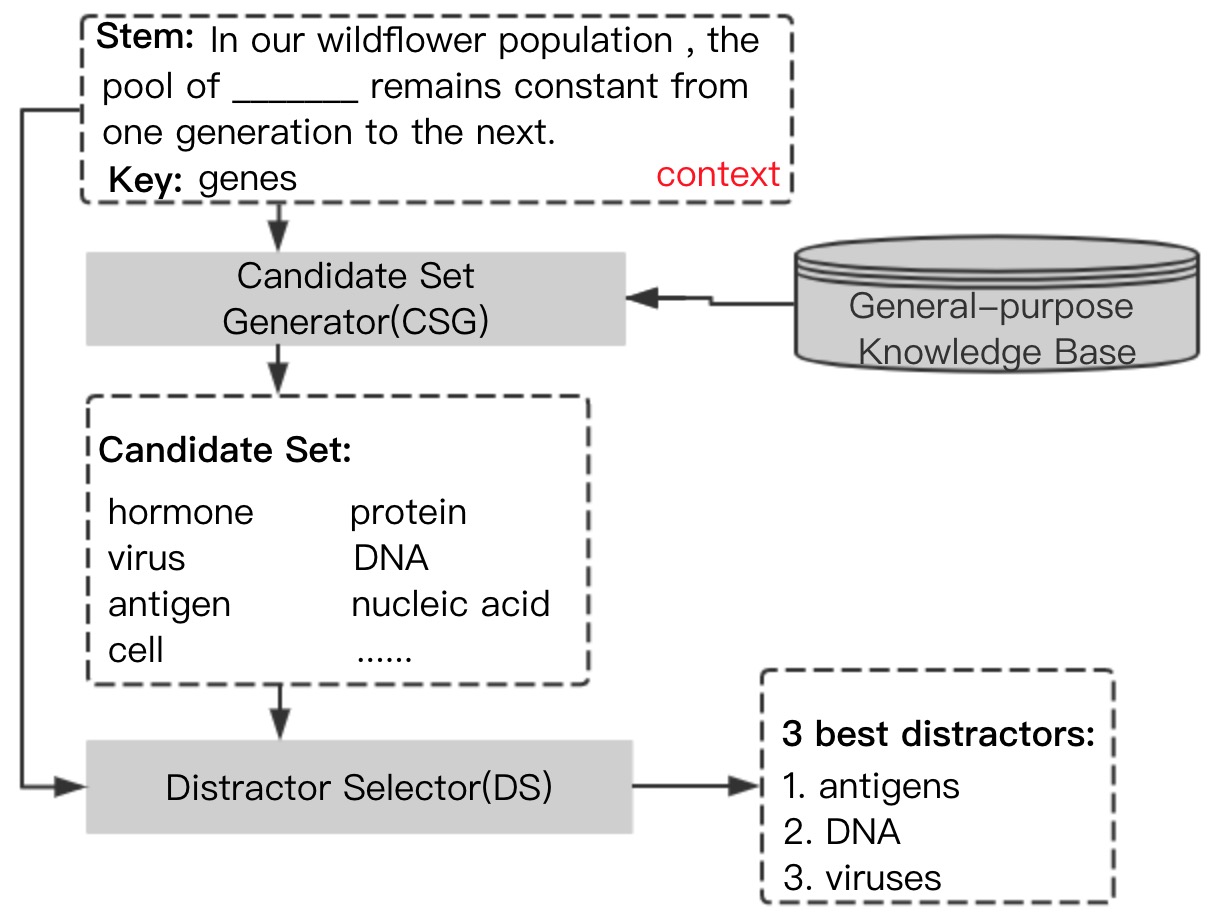 Stem: In our wildflower population , the
pool of _______ remains constant from
one generation to the next.
Key: genes
context
Candidate Set
Generator(CSG)
General-purpose
Knowledge Base
Candidate Set:
hormone protein
virus DNA
antigen nucleic acid
cell ......
Distractor Selector(DS)
3 best distractors:
1. antigens
2. DNA
3. viruses